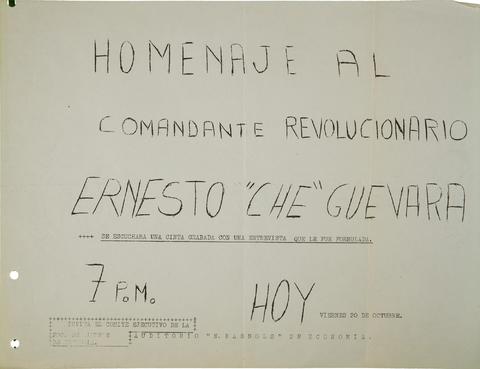 HOMENAJE AL
COMANDANTE REVOLUCIONARIO
ERNESTO "CHE" GUEVARA
++++ SE ESCUCHARA UNA CINTA GRABADA CON UNA ENTREVISTA QUE LE FUE FORMULADA.
7 P.M. HOY VIERNES 20 DE OCTUBRE.
INVITA EL COMITE EJECUTIVO DE LA
AUDITORIO "N. BASSOLS" DE ECONOMIA.